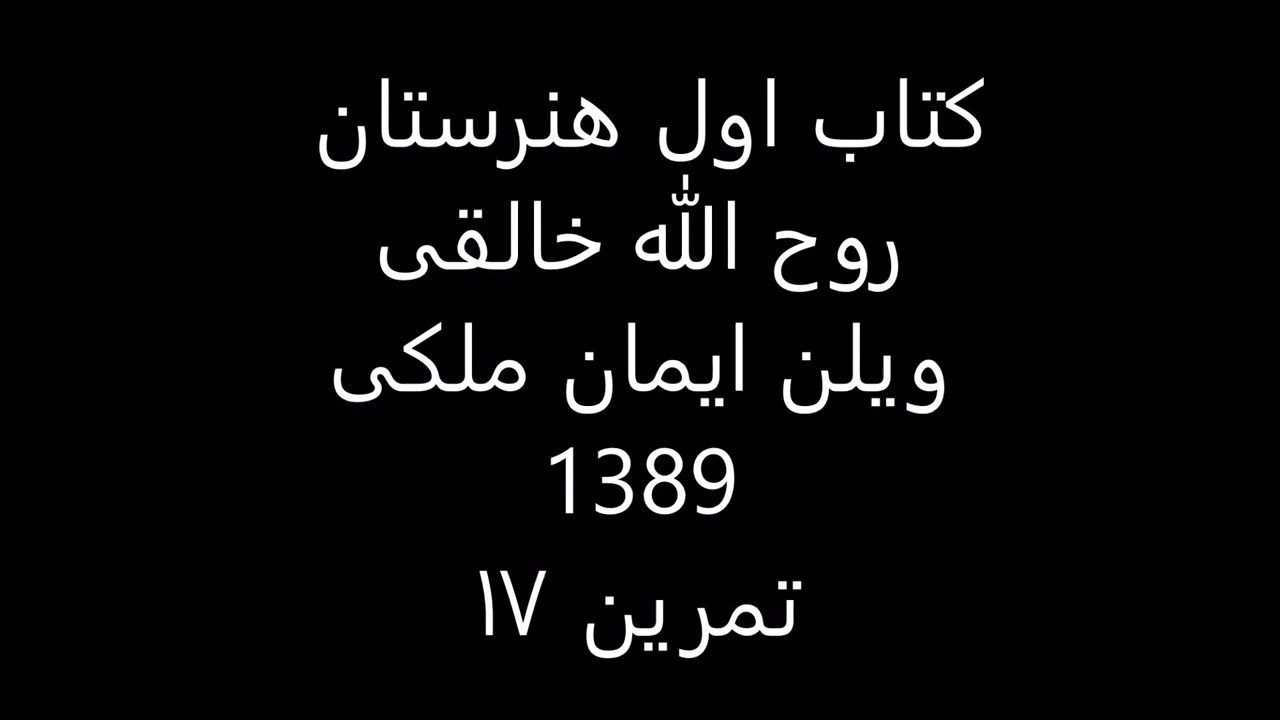 کتاب اول هنرستان
روح الله خالقی
ویلن ایمان ملکی
1389
تمرین ۱۷